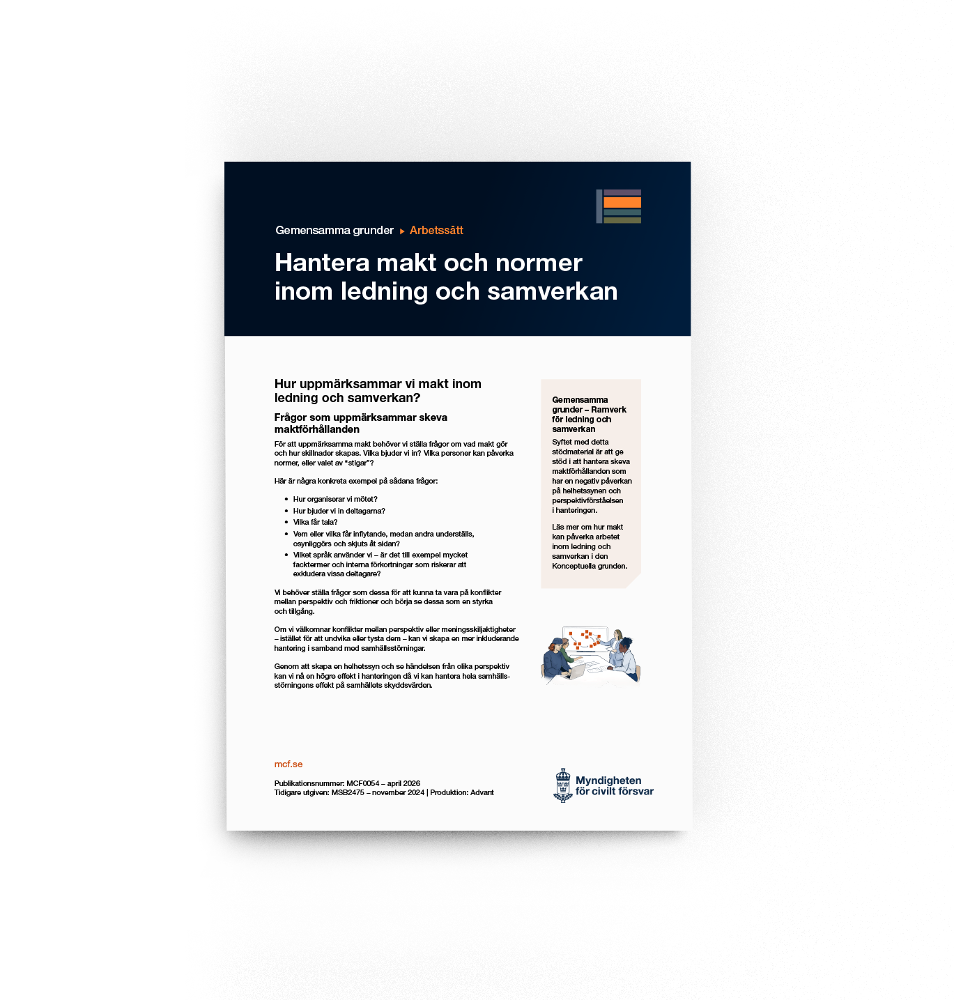 Gemensamma grunder ▸ Arbetssätt
Hantera makt och normer
inom ledning och samverkan
Hur uppmärksammar vi makt inom
ledning och samverkan?
Frågor som uppmärksammar skeva
maktförhållanden
För att uppmärksamma makt behöver vi ställa frågor om vad makt gör
och hur skillnader skapas. Vilka bjuder vi in? Vilka personer kan påverka
normer, eller valet av “stigar”?
Här är några konkreta exempel på sådana frågor:
• Hur organiserar vi mötet?
• Hur bjuder vi in deltagarna?
• Vilka får tala?
• Vem eller vilka får inflytande, medan andra underställs,
osynliggörs och skjuts åt sidan?
• Vilket språk använder vi – är det till exempel mycket
facktermer och interna förkortningar som riskerar att
exkludera vissa deltagare?
Vi behöver ställa frågor som dessa för att kunna ta vara på konflikter
mellan perspektiv och friktioner och börja se dessa som en styrka
och tillgång.
Om vi välkomnar konflikter mellan perspektiv eller meningsskiljaktigheter
– istället för att undvika eller tysta dem – kan vi skapa en mer inkluderande
hantering i samband med samhällsstörningar.
Genom att skapa en helhetssyn och se händelsen från olika perspektiv
kan vi nå en högre effekt i hanteringen då vi kan hantera hela samhälls-
störningens effekt på samhällets skyddsvärden.
Gemensamma
grunder – Ramverk
för ledning och
samverkan
Syftet med detta
stödmaterial är att ge
stöd i att hantera skeva
maktförhållanden som
har en negativ påverkan
på helhetssynen och
perspektivförståelsen
i hanteringen.
Läs mer om hur makt
kan påverka arbetet
inom ledning och
samverkan i den
Konceptuella grunden.
mcf.se
Publikationsnummer: MCF0054 – april 2026
Tidigare utgiven: MSB2475 – november 2024 | Produktion: Advant
Myndigheten
för civilt försvar